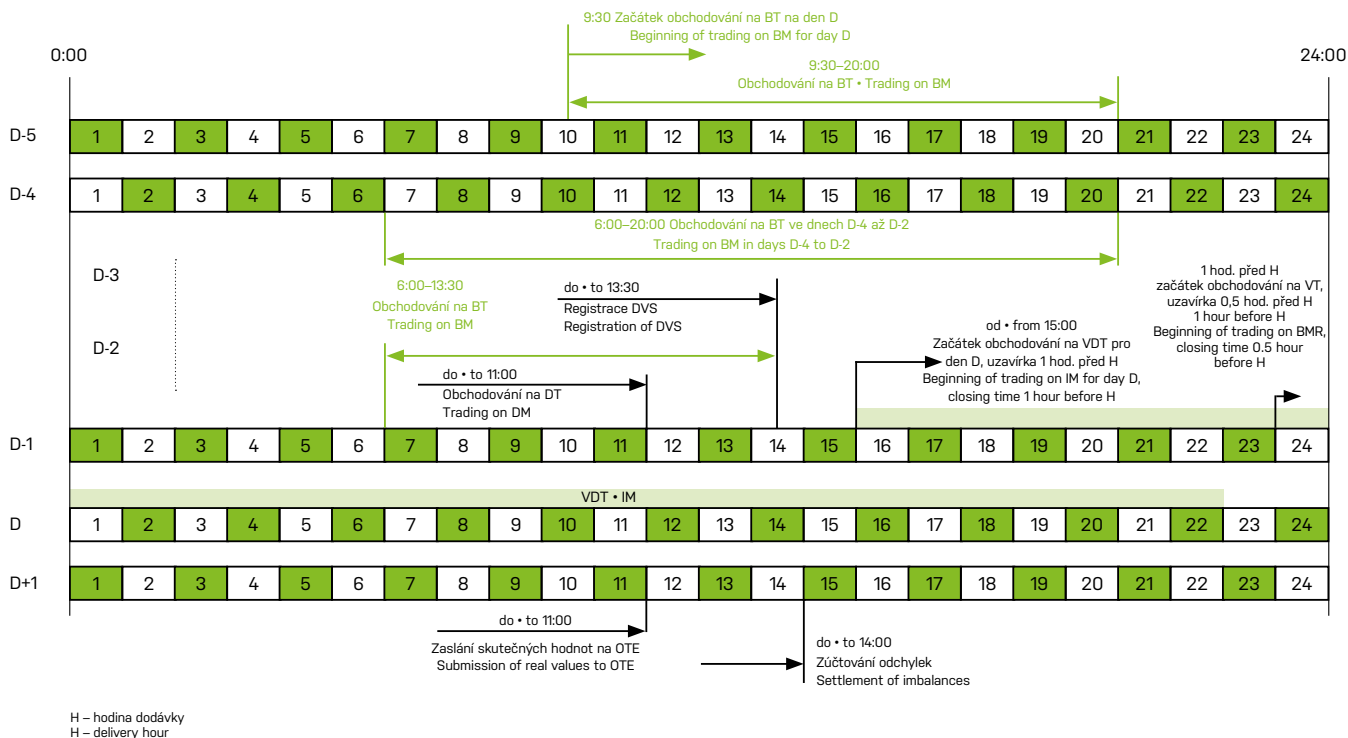 9:30 Začátek obchodování na BT na den D
Beginning of trading on BM for day D
0:00
24:00
9:30–20:00
Obchodování na BT • Trading on BM
D-5
1 2 3 4 5 6 7 8 9 10 11 12 13 14 15 16 17 18 19 20 21 22 23 24
D-4
1 2 3 4 5 6 7 8 9 10 11 12 13 14 15 16 17 18 19 20 21 22 23 24
6:00–20:00 Obchodování na BT ve dnech D-4 až D-2
Trading on BM in days D-4 to D-2
D-3
D-2
6:00–13:30
Obchodování na BT
Trading on BM
do • to 13:30
Registrace DVS
Registration of DVS
do • to 11:00
Obchodování na DT
Trading on DM
od • from 15:00
Začátek obchodování na VDT pro
den D, uzavírka 1 hod. před H
Beginning of trading on IM for day D,
closing time 1 hour before H
1 hod. před H
začátek obchodování na VT,
uzavírka 0,5 hod. před H
1 hour before H
Beginning of trading on BMR,
closing time 0.5 hour
before H
D-1
1 2 3 4 5 6 7 8 9 10 11 12 13 14 15 16 17 18 19 20 21 22 23 24
VDT • IM
D
1 2 3 4 5 6 7 8 9 10 11 12 13 14 15 16 17 18 19 20 21 22 23 24
D+1
1 2 3 4 5 6 7 8 9 10 11 12 13 14 15 16 17 18 19 20 21 22 23 24
do • to 11:00
Zaslání skutečných hodnot na OTE
Submission of real values to OTE
do • to 14:00
Zúčtování odchylek
Settlement of imbalances
H – hodina dodávky
H – delivery hour